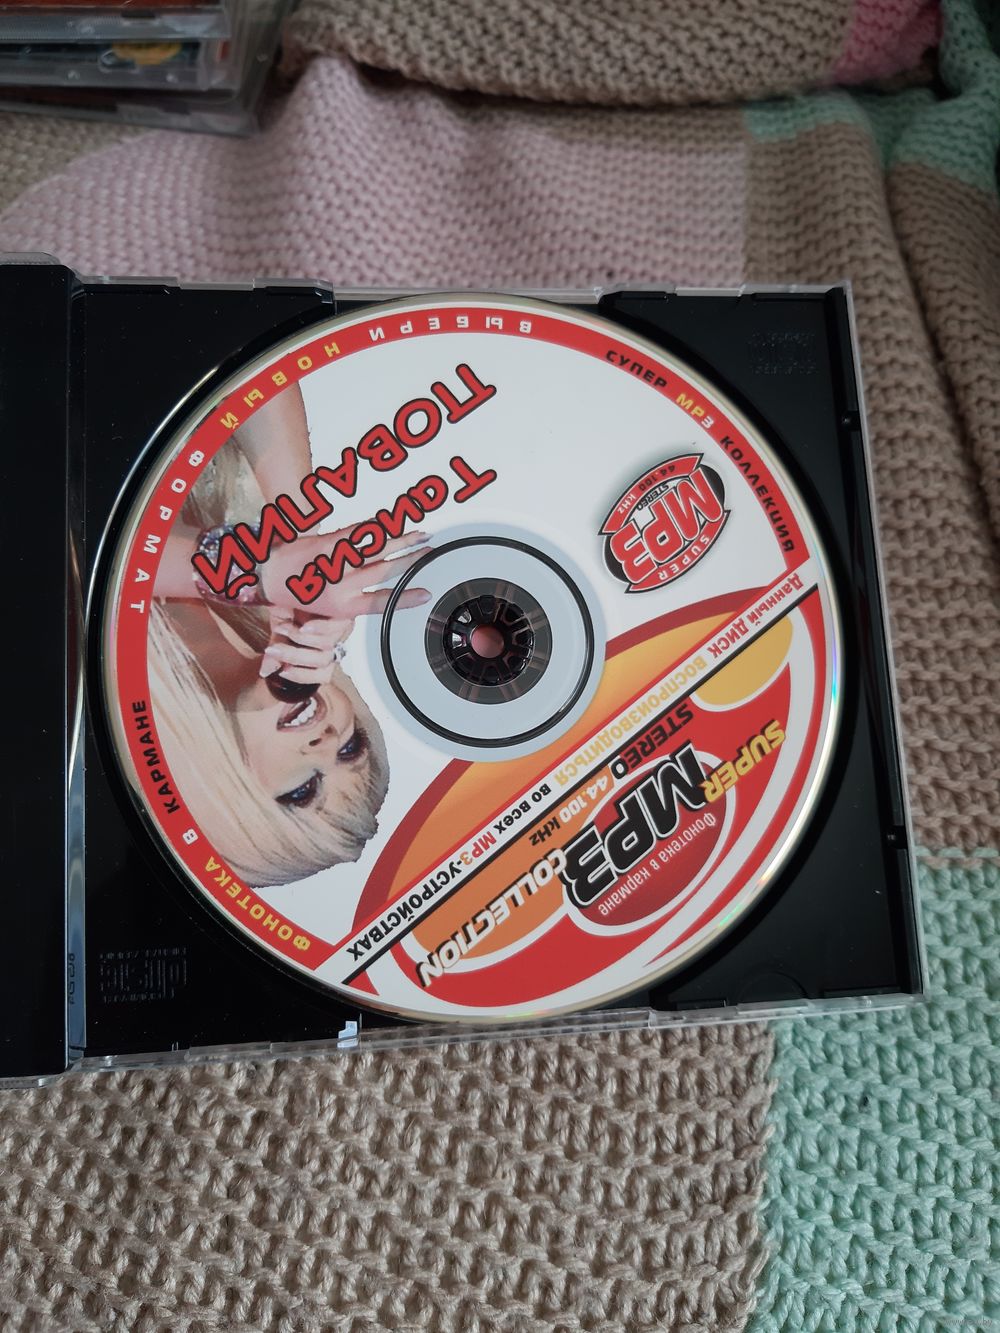 Таисия
ПОВАЛИЙ
ФОНОТЕКА В КАРМАНЕ
ВЫБЕРИ НОВЫЙ ФОРМАТ
СУПЕР MP3 КОЛЛЕКЦИЯ
SUPER
MP3
STEREO
44.100 KHz
Данный ДИСК ВОСПРОИЗВОДИТЬСЯ во всех MP3-УСТРОЙСТВАХ
STEREO 44.100 kHz
SUPER
MP3
COLLECTION
Фонотека в кармане